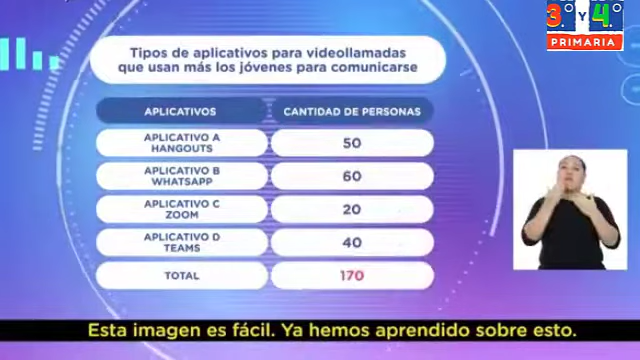 3.° Y 4.°
PRIMARIA
Tipos de aplicativos para videollamadas
que usan más los jóvenes para comunicarse
APLICATIVOS CANTIDAD DE PERSONAS
APLICATIVO A
HANGOUTS
50
APLICATIVO B
WHATSAPP
60
APLICATIVO C
ZOOM
20
APLICATIVO D
TEAMS
40
TOTAL 170
Esta imagen es fácil. Ya hemos aprendido sobre esto.